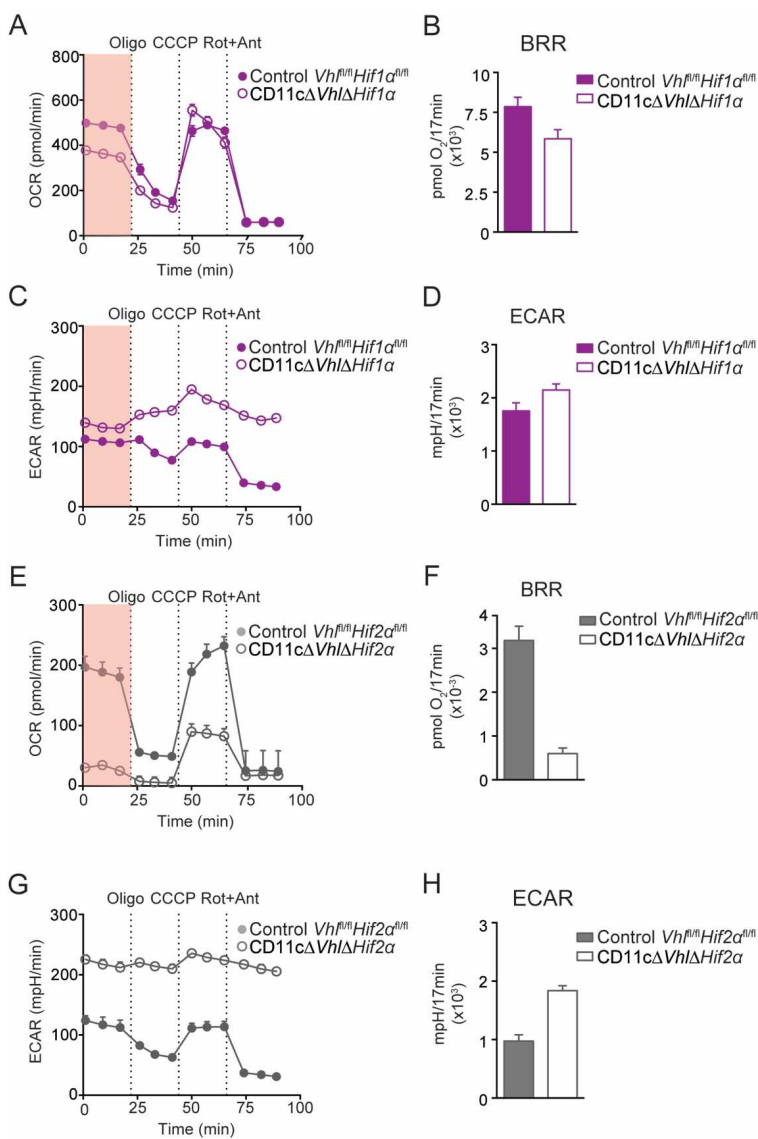 A
Oligo CCCP Rot+Ant
800
600
400
200
0
OCR (pmol/min)
Control Vhlfl/flHif1αfl/fl
CD11cΔVhlΔHif1α
0 25 50 75 100
Time (min)
B
BRR
10
7.5
5
2.5
0
pmol O2/17min
(x10³)
Control Vhlfl/flHif1αfl/fl
CD11cΔVhlΔHif1α
C
Oligo CCCP Rot+Ant
300
200
100
0
ECAR (mpH/min)
Control Vhlfl/flHif1αfl/fl
CD11cΔVhlΔHif1α
0 25 50 75 100
Time (min)
D
ECAR
3
2
1
0
mpH/17min
(x10³)
Control Vhlfl/flHif1αfl/fl
CD11cΔVhlΔHif1α
E
Oligo CCCP Rot+Ant
300
200
100
0
OCR (pmol/min)
Control Vhlfl/flHif2αfl/fl
CD11cΔVhlΔHif2α
0 25 50 75 100
Time (min)
F
BRR
4
3
3
1
0
pmol O2/17min
(x10-3)
Control Vhlfl/flHif2αfl/fl
CD11cΔVhlΔHif2α
G
Oligo CCCP Rot+Ant
300
200
100
0
ECAR (mpH/min)
Control Vhlfl/flHif2αfl/fl
CD11cΔVhlΔHif2α
0 25 50 75 100
Time (min)
H
ECAR
3
2
1
0
mpH/17min
(x10³)
Control Vhlfl/flHif2αfl/fl
CD11cΔVhlΔHif2α